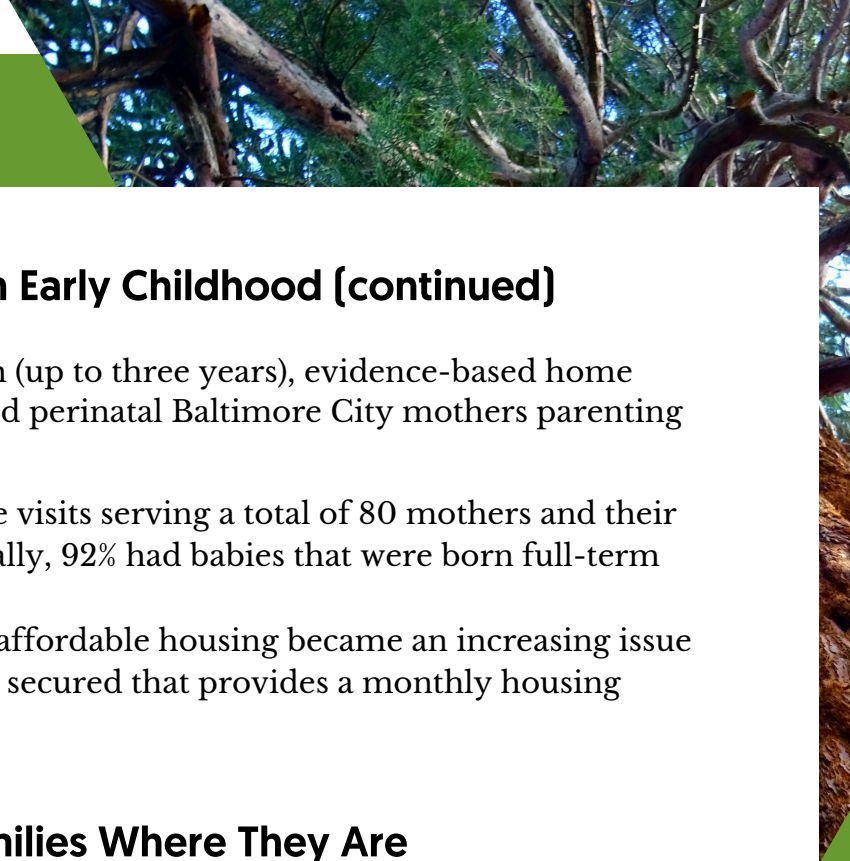 n Early Childhood (continued)
n (up to three years), evidence-based home
d perinatal Baltimore City mothers parenting
e visits serving a total of 80 mothers and their
ally, 92% had babies that were born full-term
affordable housing became an increasing issue
secured that provides a monthly housing
nilies Where They Are